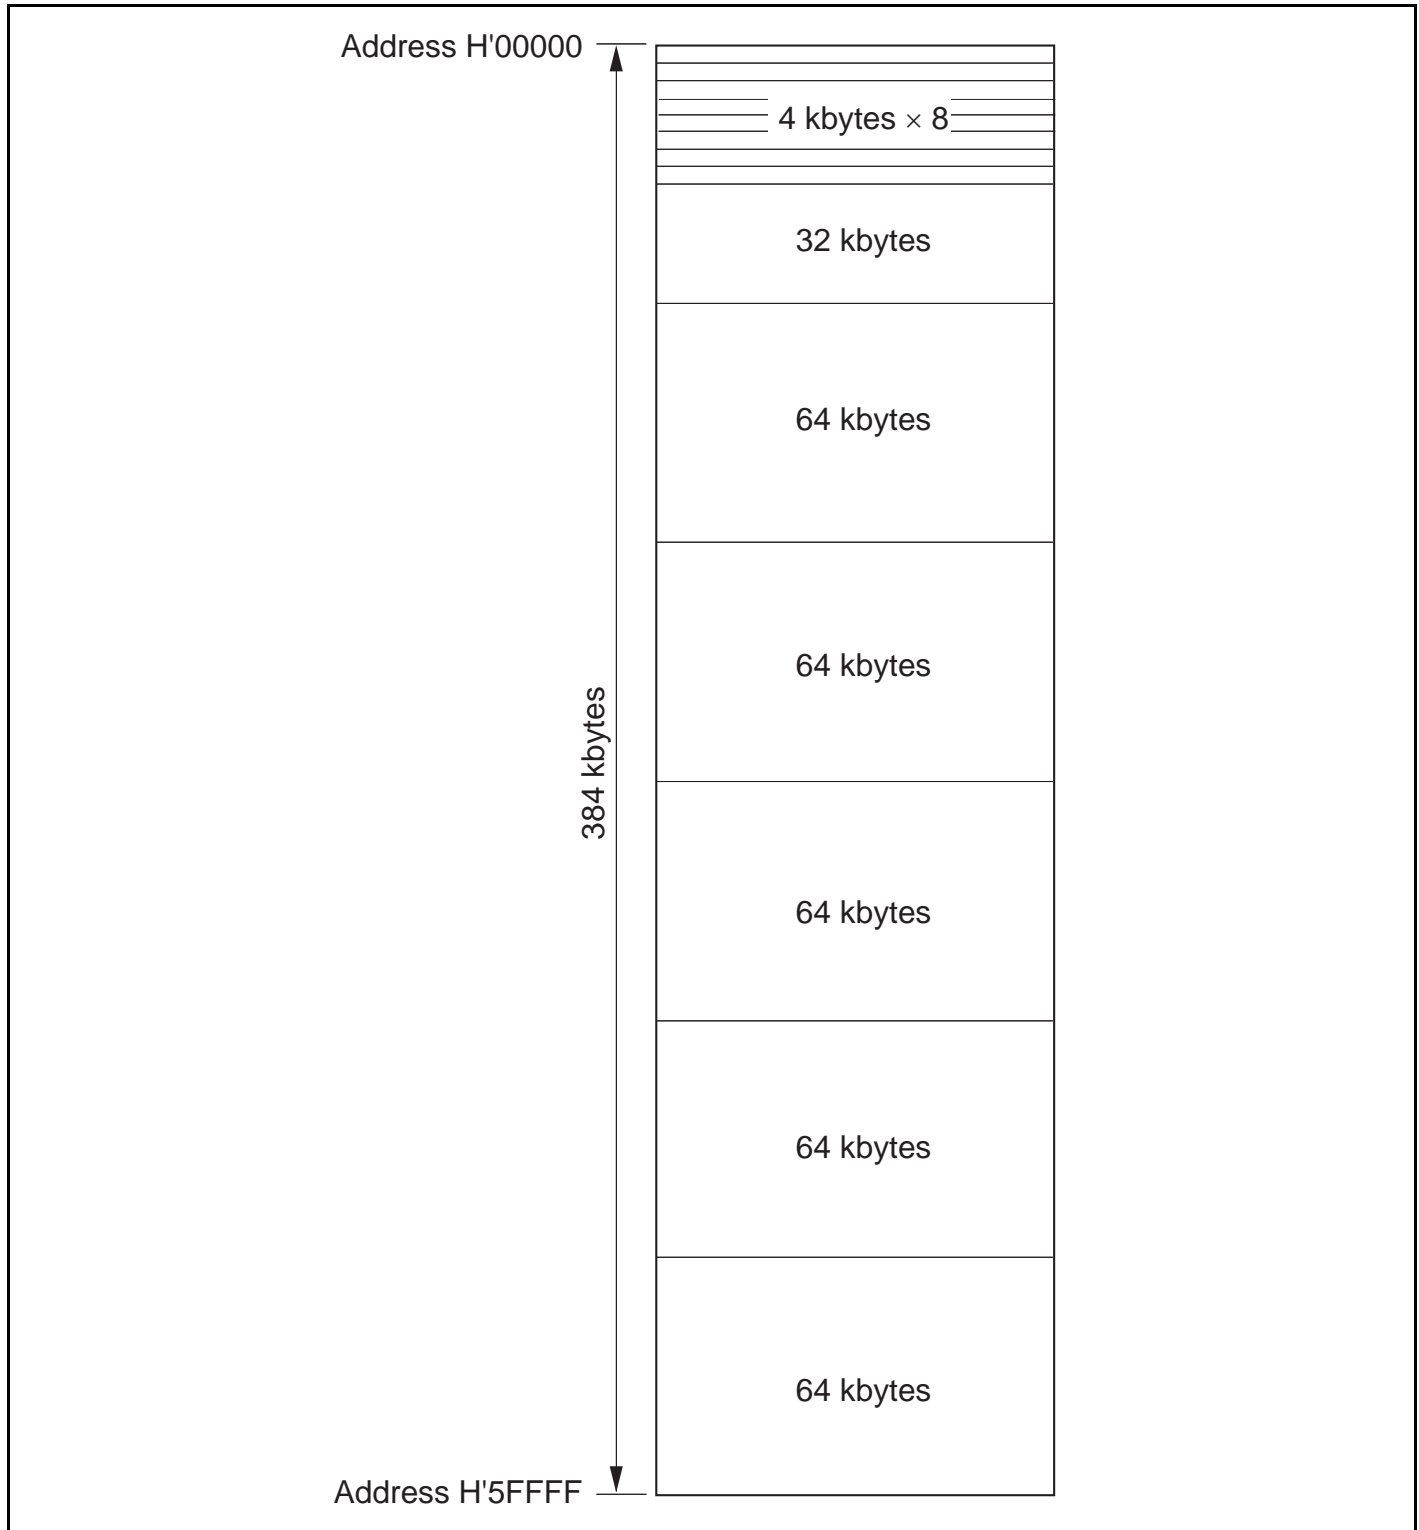 Address H'00000
4 kbytes × 8
32 kbytes
64 kbytes
64 kbytes
384 kbytes
64 kbytes
64 kbytes
64 kbytes
Address H'5FFFF